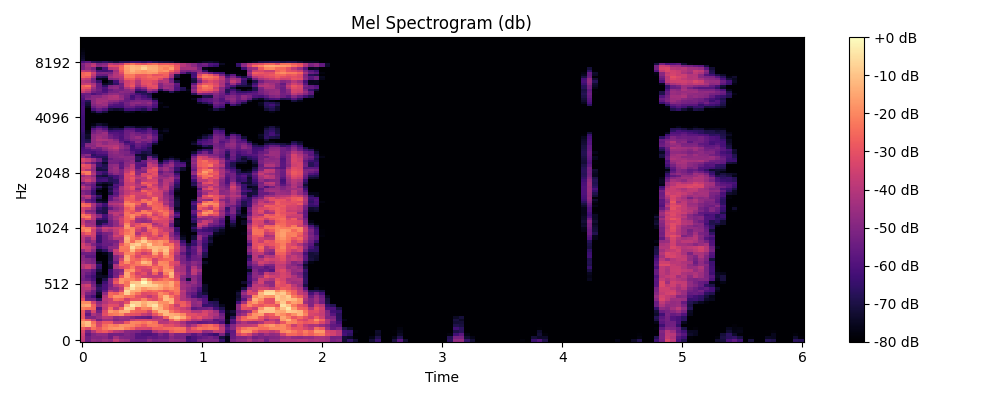 Mel Spectrogram (db)
+0 dB
8192
-10 dB
4096
-20 dB
-30 dB
Hz
2048
-40 dB
1024
-50 dB
-60 dB
512
-70 dB
0
-80 dB
0 1 2 3 4 5 6
Time